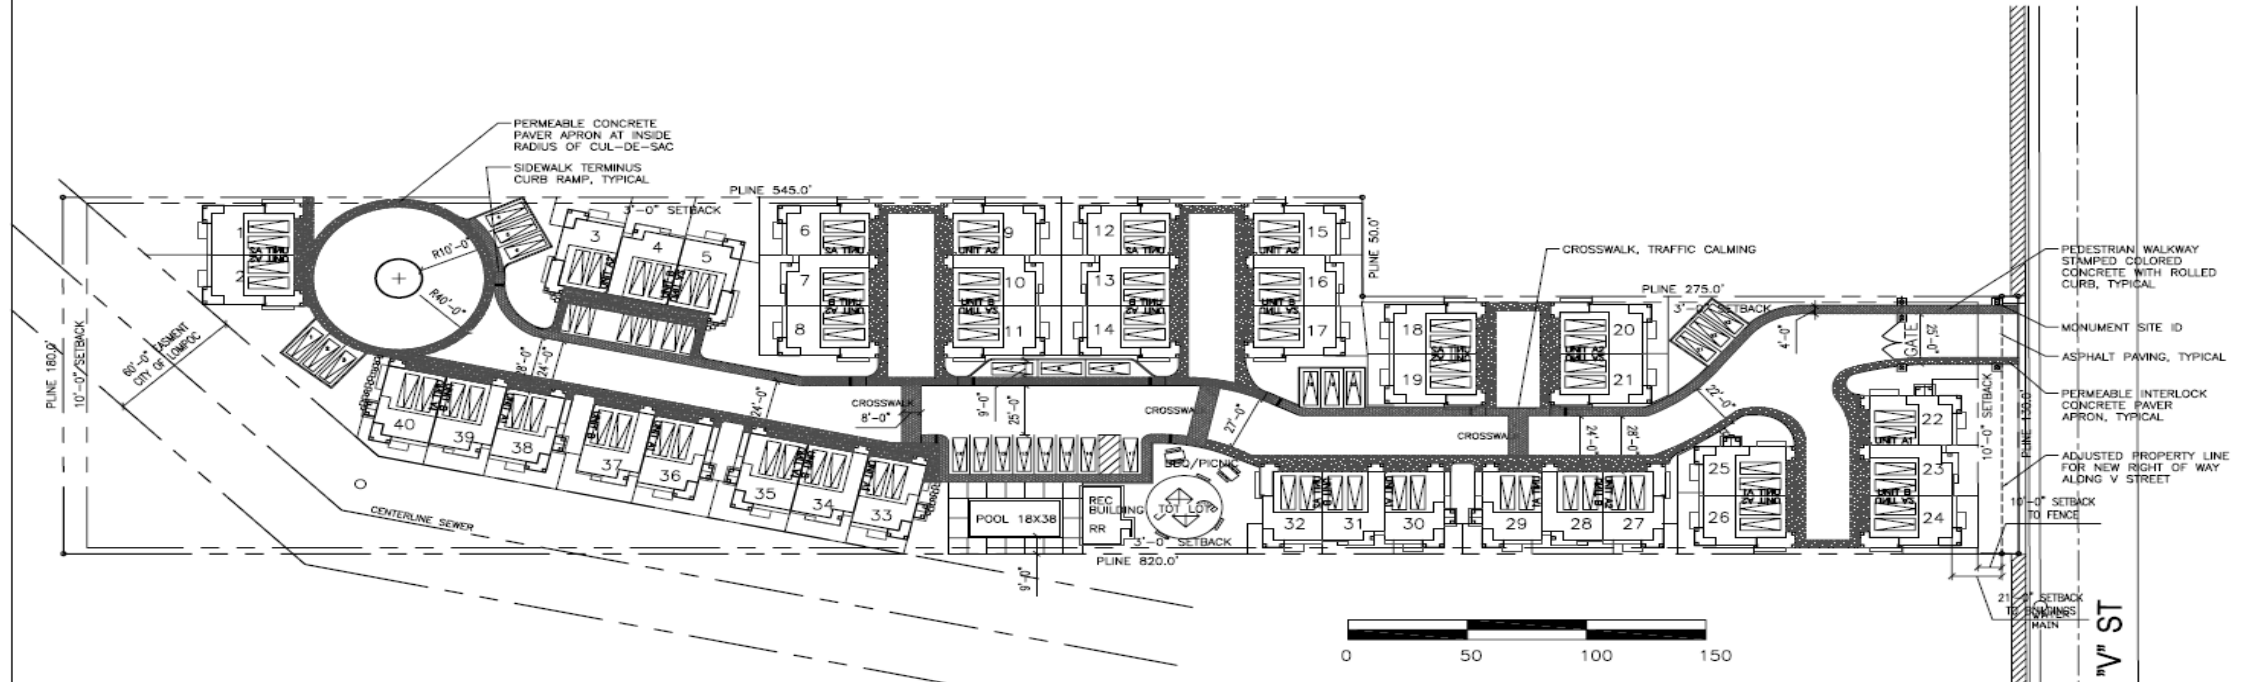 PERMEABLE CONCRETE
PAVER APRON AT INSIDE
RADIUS OF CUL-DE-SAC
SIDEWALK TERMINUS
CURB RAMP, TYPICAL
PLINE 545.0'
3'-0" SETBACK
R10'-0"
R40'-0"
1
2
3
4
5
6
7
8
9
10
11
12
13
14
15
16
17
UNIT A2
UNIT B
UNIT A2
UNIT B
PLINE 50.0'
CROSSWALK, TRAFFIC CALMING
PLINE 275.0'
3'-0" SETBACK
18
19
20
21
4'-0"
GATE
25'-0"
PEDESTRIAN WALKWAY
STAMPED COLORED
CONCRETE WITH ROLLED
CURB, TYPICAL
MONUMENT SITE ID
ASPHALT PAVING, TYPICAL
PERMEABLE INTERLOCK
CONCRETE PAVER
APRON, TYPICAL
ADJUSTED PROPERTY LINE
FOR NEW RIGHT OF WAY
ALONG V STREET
10'-0" SETBACK
TO FENCE
PLINE 180.0'
10'-0" SETBACK
60'-0" EASMENT
CITY OF LOMPOC
28'-0"
24'-0"
24'-0"
CROSSWALK
8'-0"
9'-0"
25'-0"
CROSSWALK
27'-0"
CROSSWALK
24'-0"
28'-0"
22'-0"
10'-0" SETBACK
PLINE 130.0'
22
UNIT A1
23
UNIT B
24
25
26
40
39
38
37
36
35
34
33
32
31
30
29
28
27
BBQ/PICNIC
REC
BUILDING
RR
TOT LOT
POOL 18X38
3'-0" SETBACK
PLINE 820.0'
9'-0"
CENTERLINE SEWER
21'-0" SETBACK
TO BUILDINGS
WATER
MAIN
"V" ST
0
50
100
150